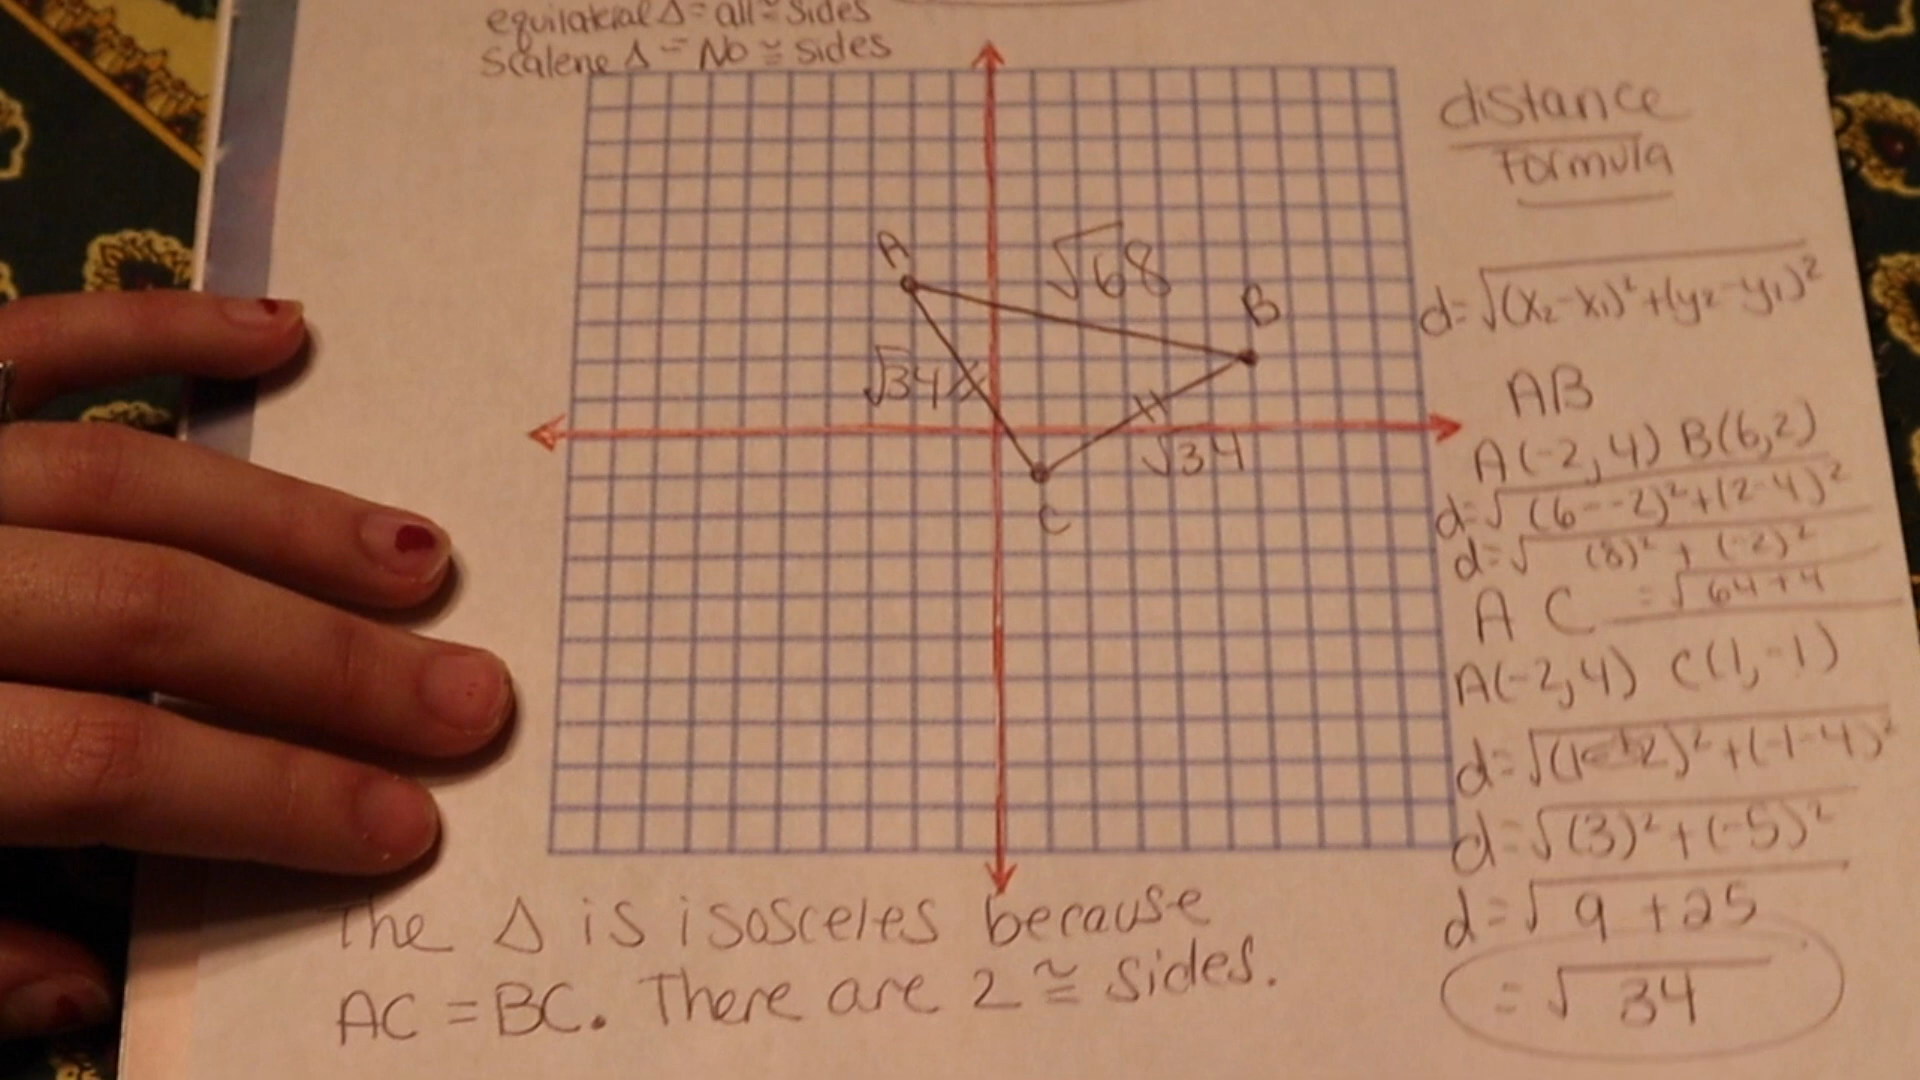 equilateral Δ = all ≅ sides
Scalene Δ = No ≅ sides
distance
Formula
A
√68
B
√34
√34
C
d=√(x₂-x₁)²+(y₂-y₁)²
AB
A(-2,4) B(6,2)
d=√(6--2)²+(2-4)²
d=√(8)²+(-2)²
=√64+4
AC
A(-2,4) C(1,-1)
d=√(1--2)²+(-1-4)²
d=√(3)²+(-5)²
d=√9+25
=√34
The Δ is isosceles because
AC = BC. There are 2 ≅ sides.